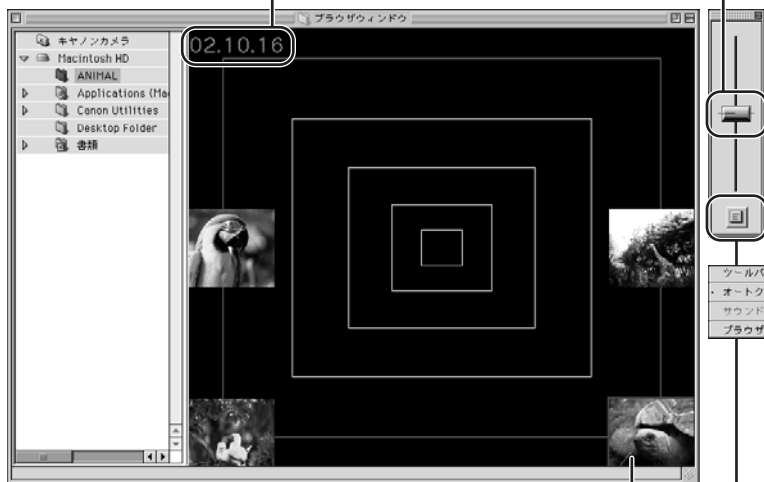 ブラウザウィンドウ
キヤノンカメラ
Macintosh HD
ANIMAL
Applications (Ma
Canon Utilities
Desktop Folder
書類
02.10.16
ツールパ
・オートク
サウンド
ブラウザ